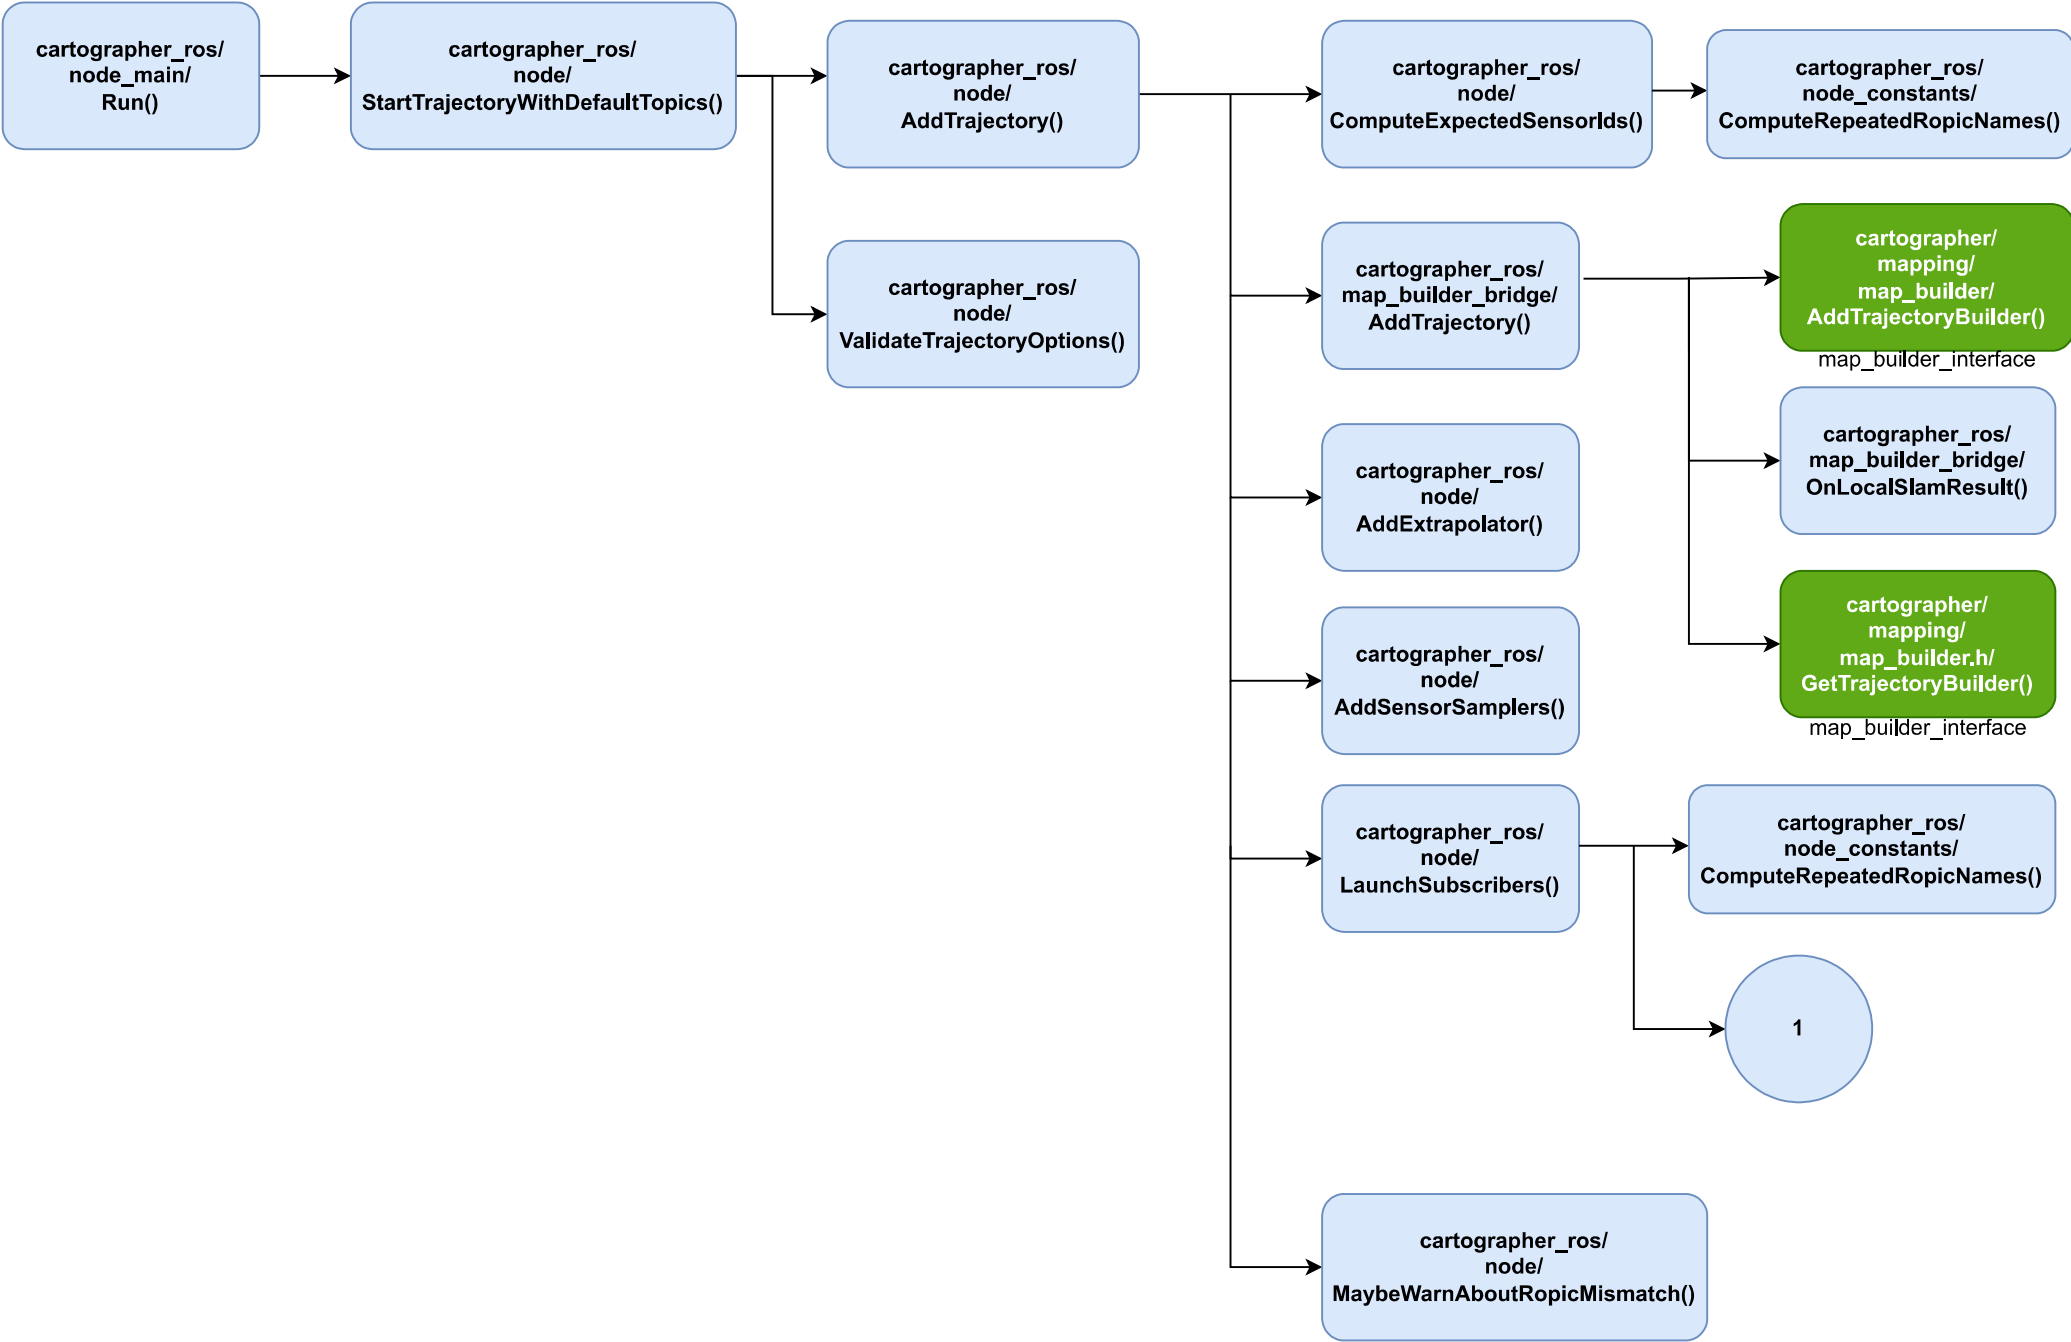 cartographer_ros/
node_main/
Run()
cartographer_ros/
node/
StartTrajectoryWithDefaultTopics()
cartographer_ros/
node/
AddTrajectory()
cartographer_ros/
node/
ComputeExpectedSensorIds()
cartographer_ros/
node_constants/
ComputeRepeatedRopicNames()
cartographer_ros/
node/
ValidateTrajectoryOptions()
cartographer_ros/
map_builder_bridge/
AddTrajectory()
cartographer/
mapping/
map_builder/
AddTrajectoryBuilder()
map_builder_interface
cartographer_ros/
map_builder_bridge/
OnLocalSlamResult()
cartographer_ros/
node/
AddExtrapolator()
cartographer/
mapping/
map_builder.h/
GetTrajectoryBuilder()
map_builder_interface
cartographer_ros/
node/
AddSensorSamplers()
cartographer_ros/
node/
LaunchSubscribers()
cartographer_ros/
node_constants/
ComputeRepeatedRopicNames()
1
cartographer_ros/
node/
MaybeWarnAboutRopicMismatch()